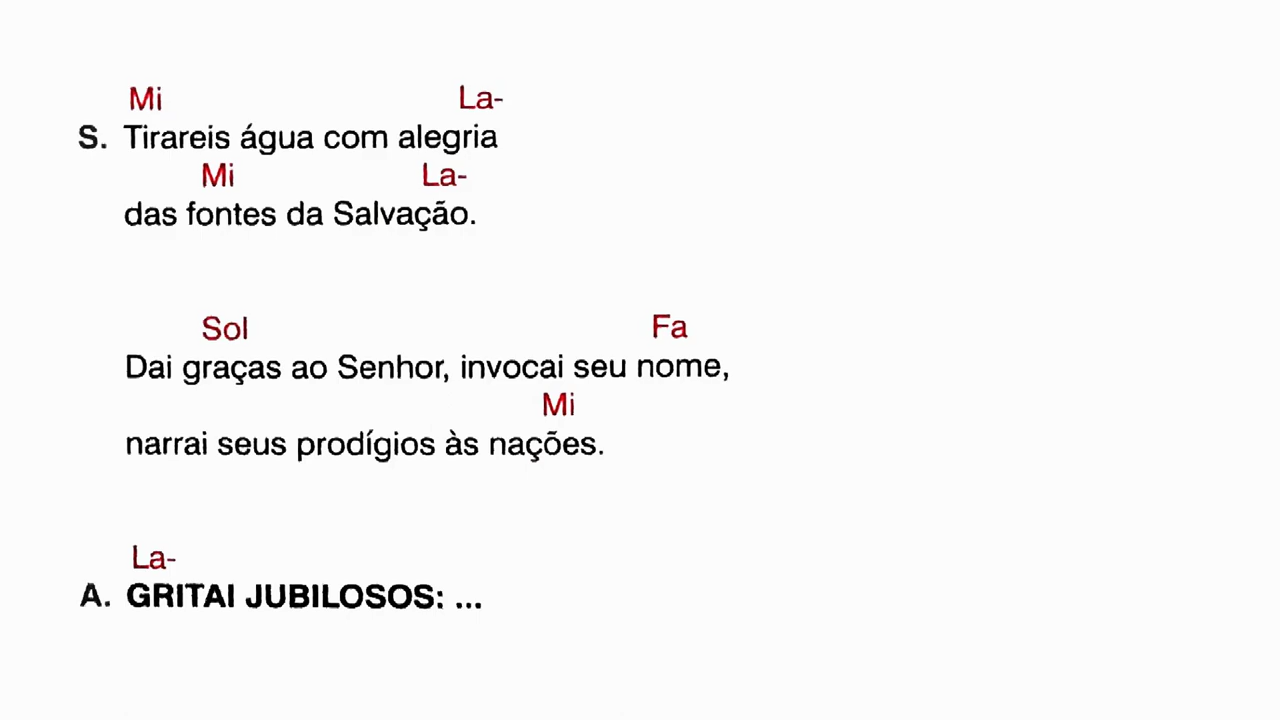 Mi La-
S. Tirareis água com alegria
Mi La-
das fontes da Salvação.
Sol Fa
Dai graças ao Senhor, invocai seu nome,
Mi
narrai seus prodígios às nações.
La-
A. GRITAI JUBILOSOS: ...